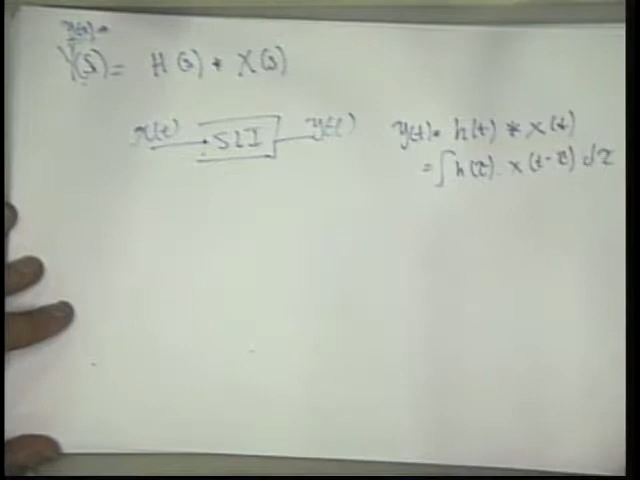 Y(S) = H(s) * X(s)
x(t) SLI y(t)
y(t) = h(t) * x(t)
= ∫ h(τ) . x(t-τ) dτ